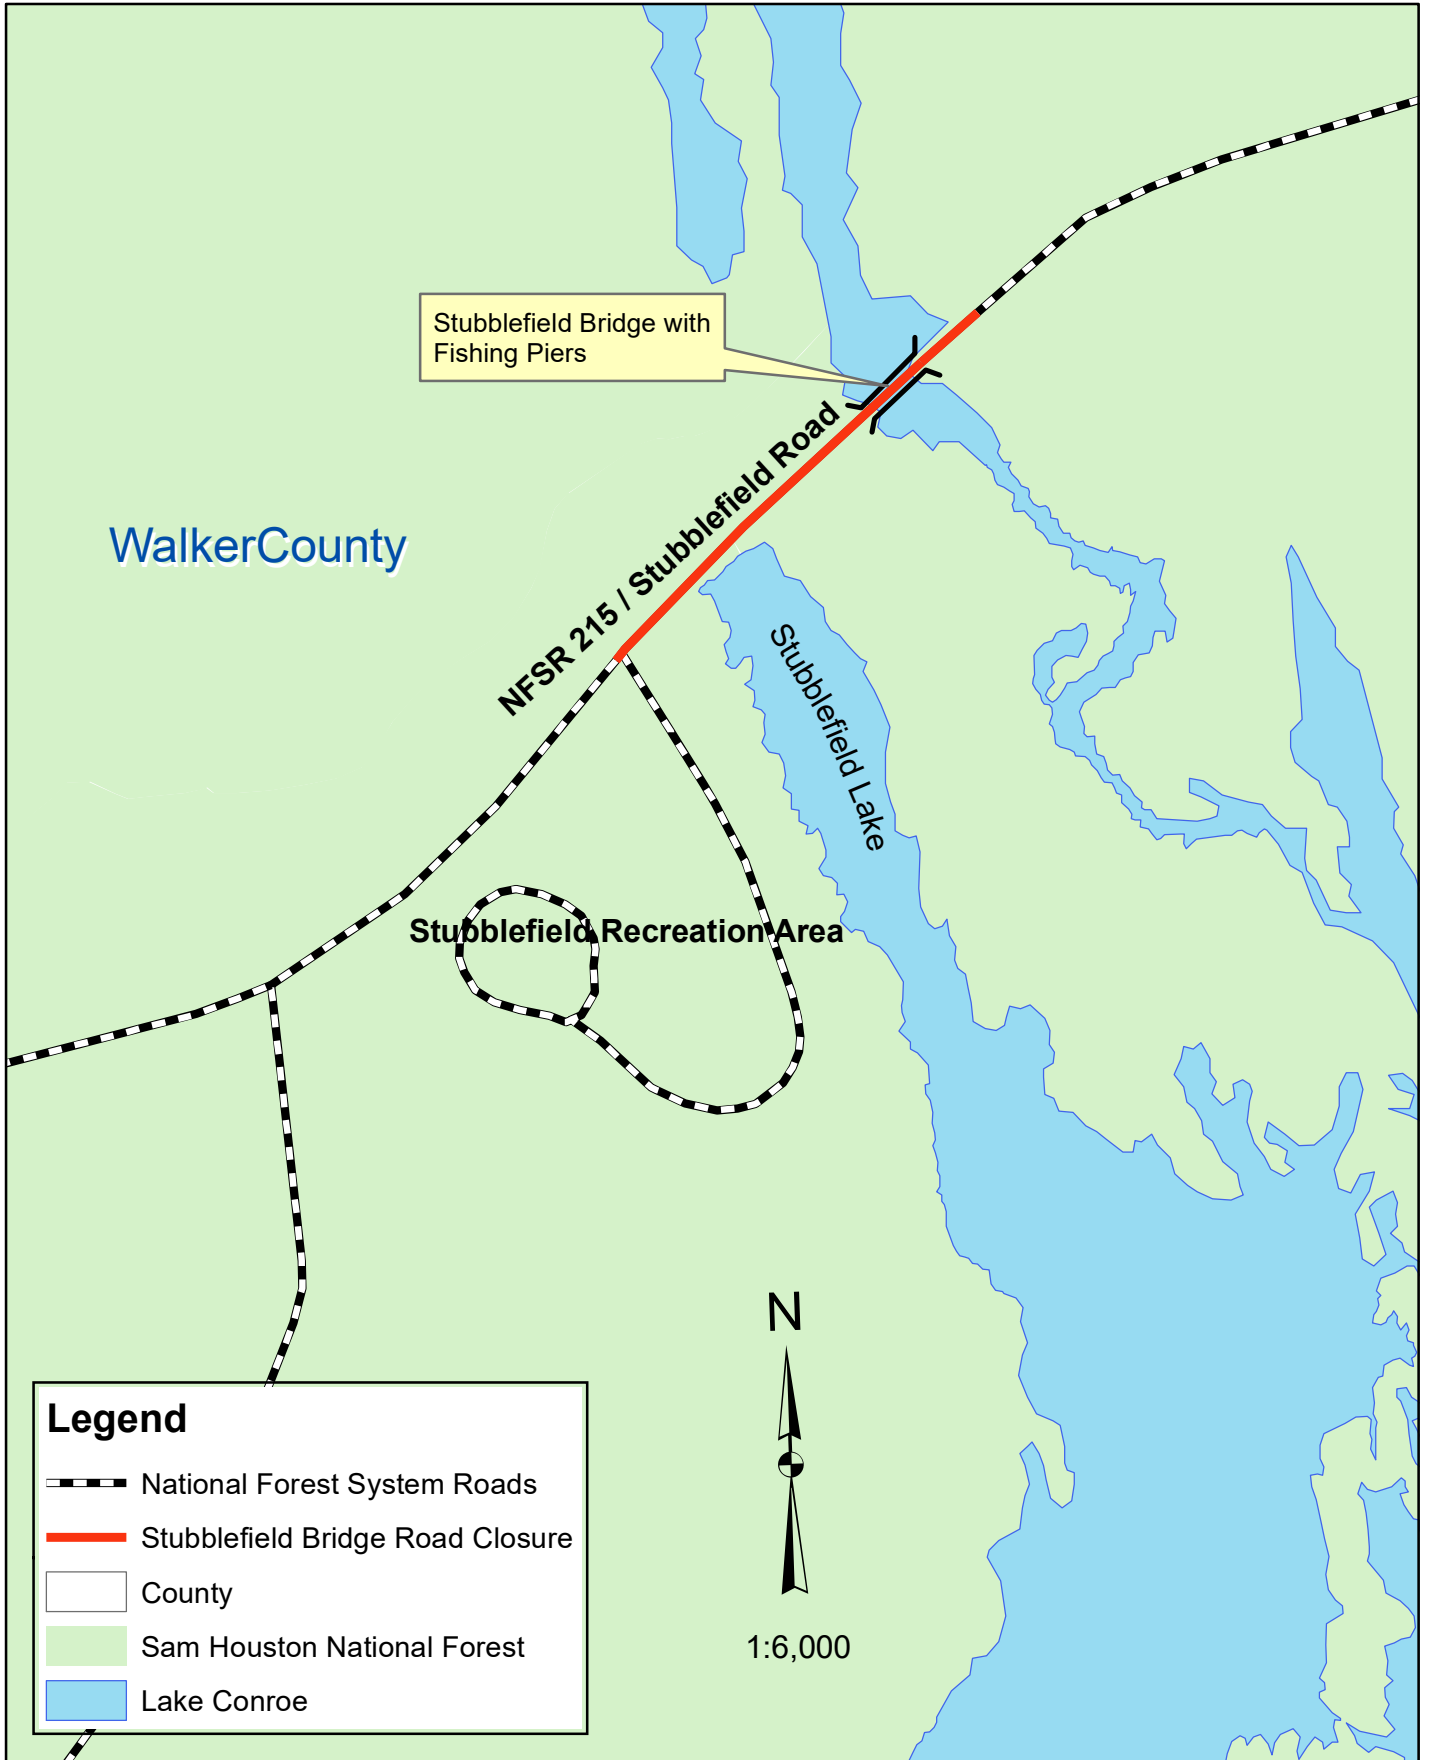 Stubblefield Bridge with
Fishing Piers
NFSR 215 / Stubblefield Road
WalkerCounty
Stubblefield Lake
Stubblefield Recreation Area
N
1:6,000
Legend
National Forest System Roads
Stubblefield Bridge Road Closure
County
Sam Houston National Forest
Lake Conroe